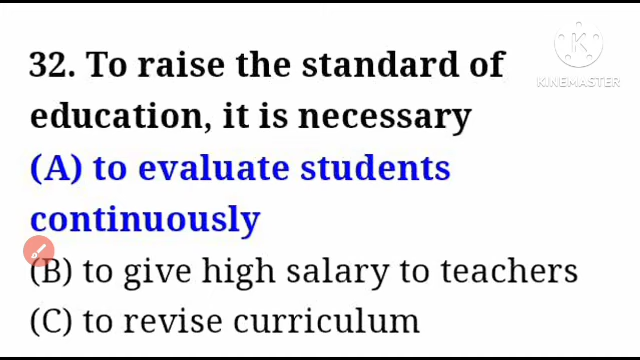 32. To raise the standard of
education, it is necessary
(A) to evaluate students
continuously
(B) to give high salary to teachers
(C) to revise curriculum
K
KINEMASTER